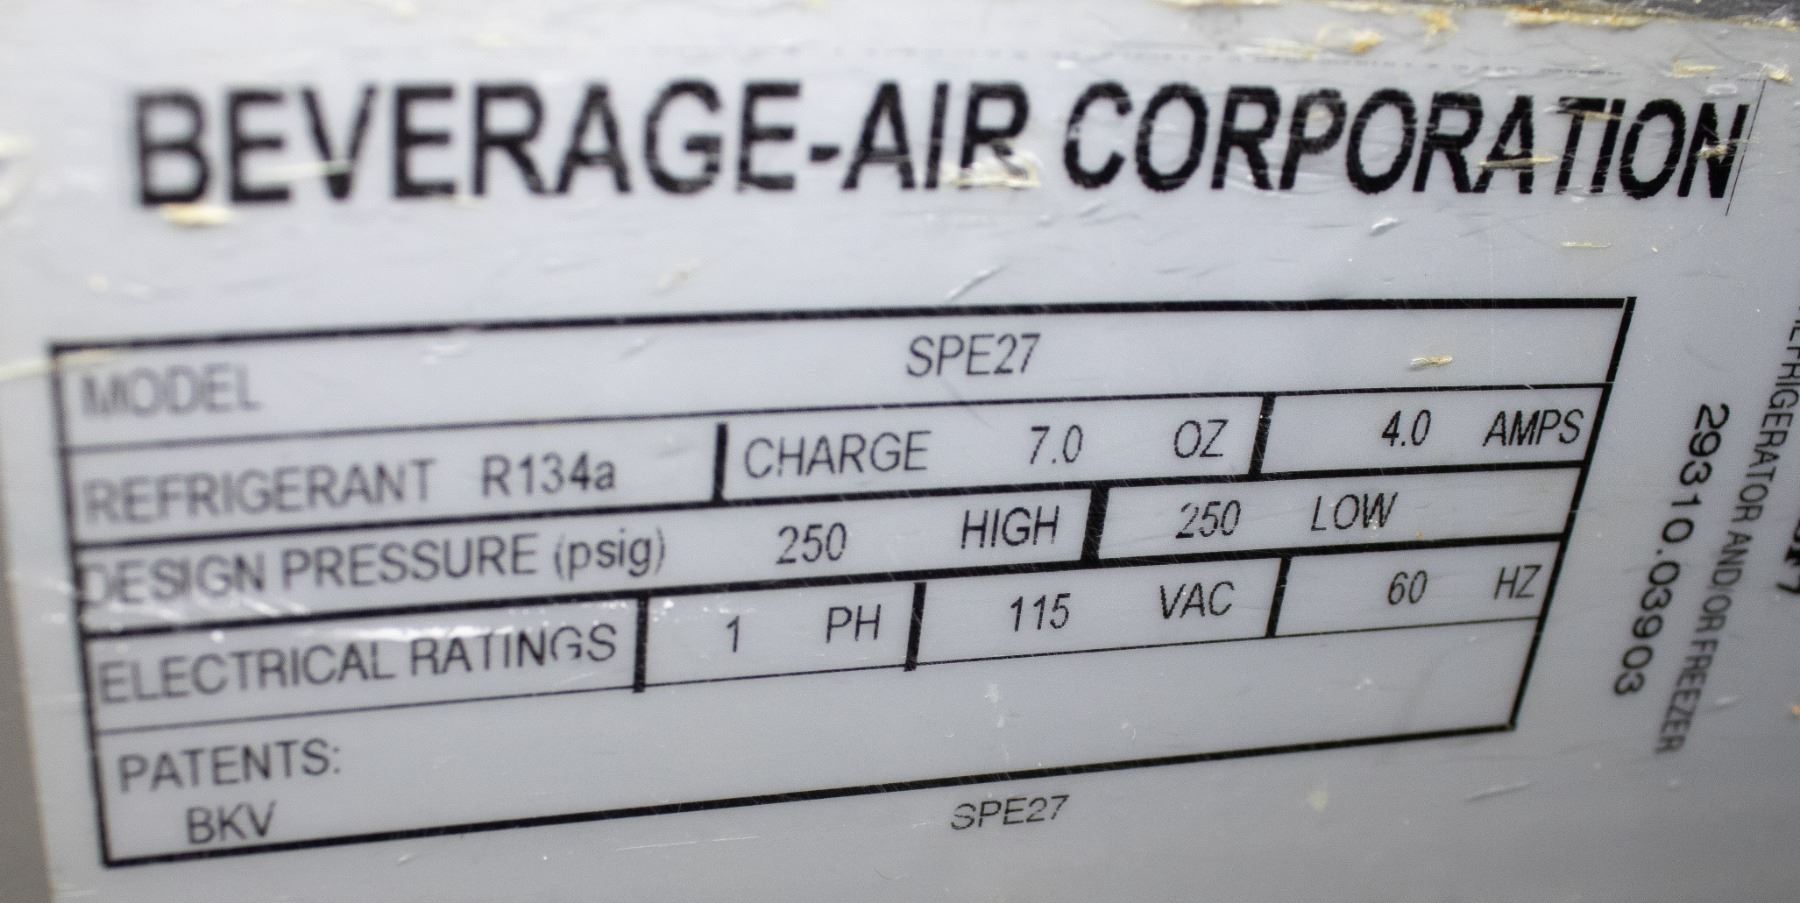 BEVERAGE-AIR CORPORATION
MODEL SPE27
REFRIGERANT R134a CHARGE 7.0 OZ 4.0 AMPS
DESIGN PRESSURE (psig) 250 HIGH 250 LOW
ELECTRICAL RATINGS 1 PH 115 VAC 60 HZ
PATENTS:
BKV
SPE27
29310.03903
REFRIGERATOR AND/OR FREEZER